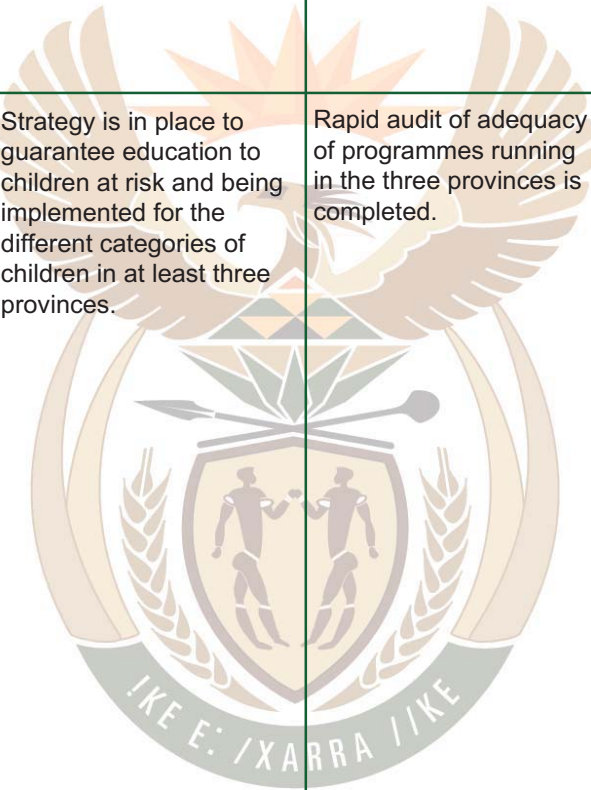 Strategy is in place to
guarantee education to
children at risk and being
implemented for the
different categories of
children in at least three
provinces.
Rapid audit of adequacy
of programmes running
in the three provinces is
completed.
!KE E: /XARRA //KE